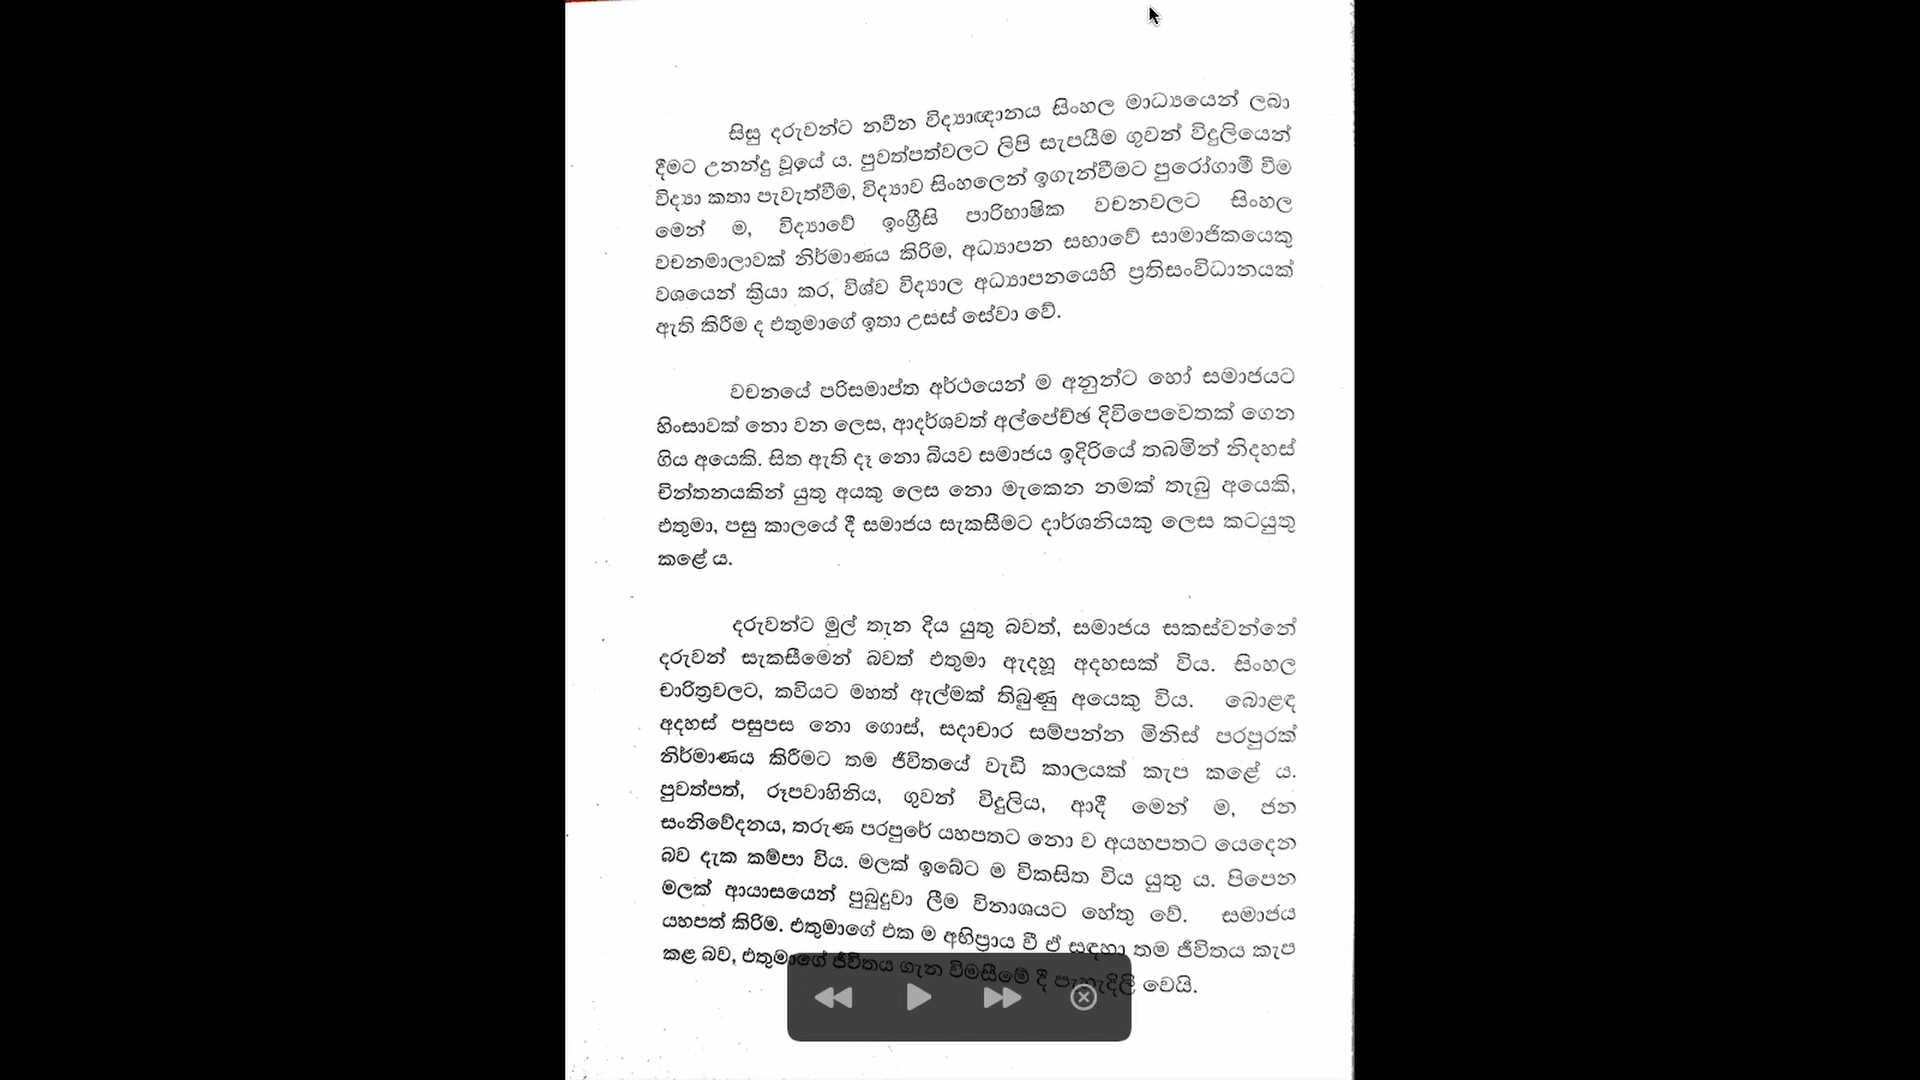 සිසු දරුවන්ට නවීන විද්‍යාඥානය සිංහල මාධ්‍යයෙන් ලබා
දීමට උනන්දු වූයේ ය. පුවත්පත්වලට ලිපි සැපයීම ගුවන් විදුලියෙන්
විද්‍යා කතා පැවැත්වීම, විද්‍යාව සිංහලෙන් ඉගැන්වීමට පුරෝගාමී වීම
මෙන් ම, විද්‍යාවේ ඉංග්‍රීසි පාරිභාෂික වචනවලට සිංහල
වචනමාලාවක් නිර්මාණය කිරිම, අධ්‍යාපන සභාවේ සාමාජිකයෙකු
වශයෙන් ක්‍රියා කර, විශ්ව විද්‍යාල අධ්‍යාපනයෙහි ප්‍රතිසංවිධානයක්
ඇති කිරීම ද එතුමාගේ ඉතා උසස් සේවා වේ.
වචනයේ පරිසමාප්ත අර්ථයෙන් ම අනුන්ට හෝ සමාජයට
හිංසාවක් නො වන ලෙස, ආදර්ශවත් අල්පේච්ඡ දිවිපෙවෙතක් ගෙන
ගිය අයෙකි. සිත ඇති දෑ නො බියව සමාජය ඉදිරියේ තබමින් නිදහස්
චින්තනයකින් යුතු අයකු ලෙස නො මැකෙන නමක් තැබු අයෙකි,
එතුමා, පසු කාලයේ දී සමාජය සැකසීමට දාර්ශනියකු ලෙස කටයුතු
කළේ ය.
දරුවන්ට මුල් තැන දිය යුතු බවත්, සමාජය සකස්වන්නේ
දරුවන් සැකසීමෙන් බවත් එතුමා ඇදහූ අදහසක් විය. සිංහල
චාරිත්‍රවලට, කවියට මහත් ඇල්මක් තිබුණු අයෙකු විය. බොළඳ
අදහස් පසුපස නො ගොස්, සදාචාර සම්පන්න මිනිස් පරපුරක්
නිර්මාණය කිරීමට තම ජීවිතයේ වැඩි කාලයක් කැප කළේ ය.
පුවත්පත්, රූපවාහිනිය, ගුවන් විදුලිය, ආදී මෙන් ම, ජන
සංනිවේදනය, තරුණ පරපුරේ යහපතට නො ව අයහපතට යෙදෙන
බව දැක කම්පා විය. මලක් ඉබේට ම විකසිත විය යුතු ය. පිපෙන
මලක් ආයාසයෙන් පුබුදුවා ලීම විනාශයට හේතු වේ. සමාජය
යහපත් කිරිම. එතුමාගේ එක ම අභිප්‍රාය වී ඒ සඳහා තම ජීවිතය කැප
කළ බව, එතුමාගේ ජීවිතය ගැන විමසීමේ දී පැහැදිලි වෙයි.